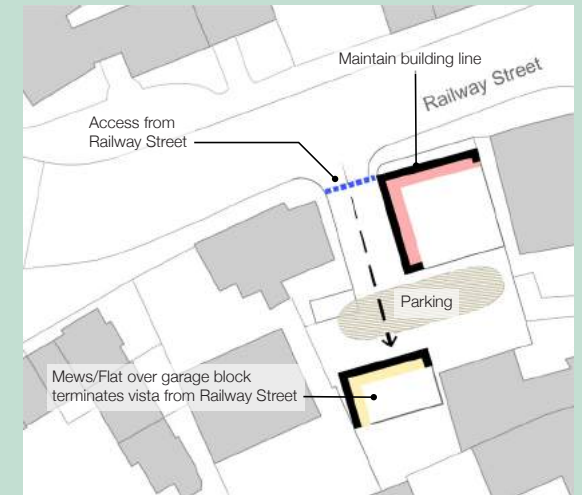 Maintain building line
Railway Street
Access from
Railway Street
Parking
Mews/Flat over garage block
terminates vista from Railway Street